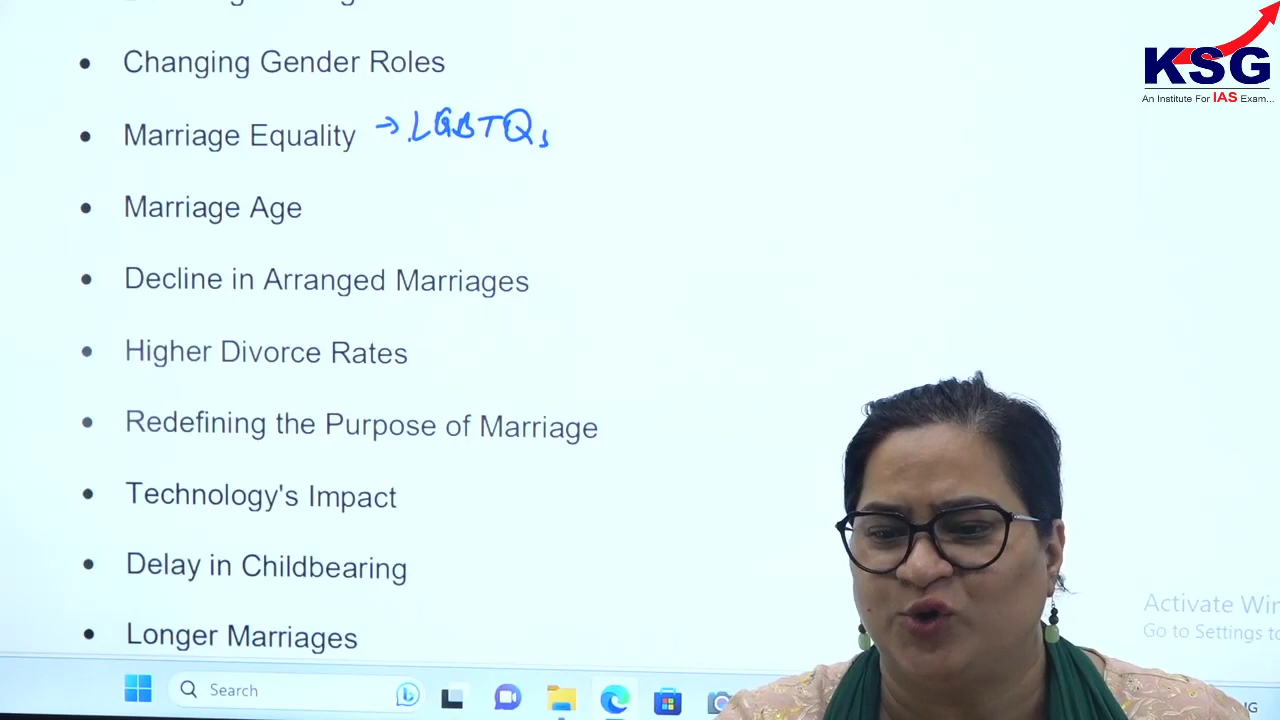 KSG
An Institute For IAS Exam...
• Changing Gender Roles
• Marriage Equality → LGBTQ,
• Marriage Age
• Decline in Arranged Marriages
• Higher Divorce Rates
• Redefining the Purpose of Marriage
• Technology's Impact
• Delay in Childbearing
• Longer Marriages
Activate Win
Go to Settings to
Search